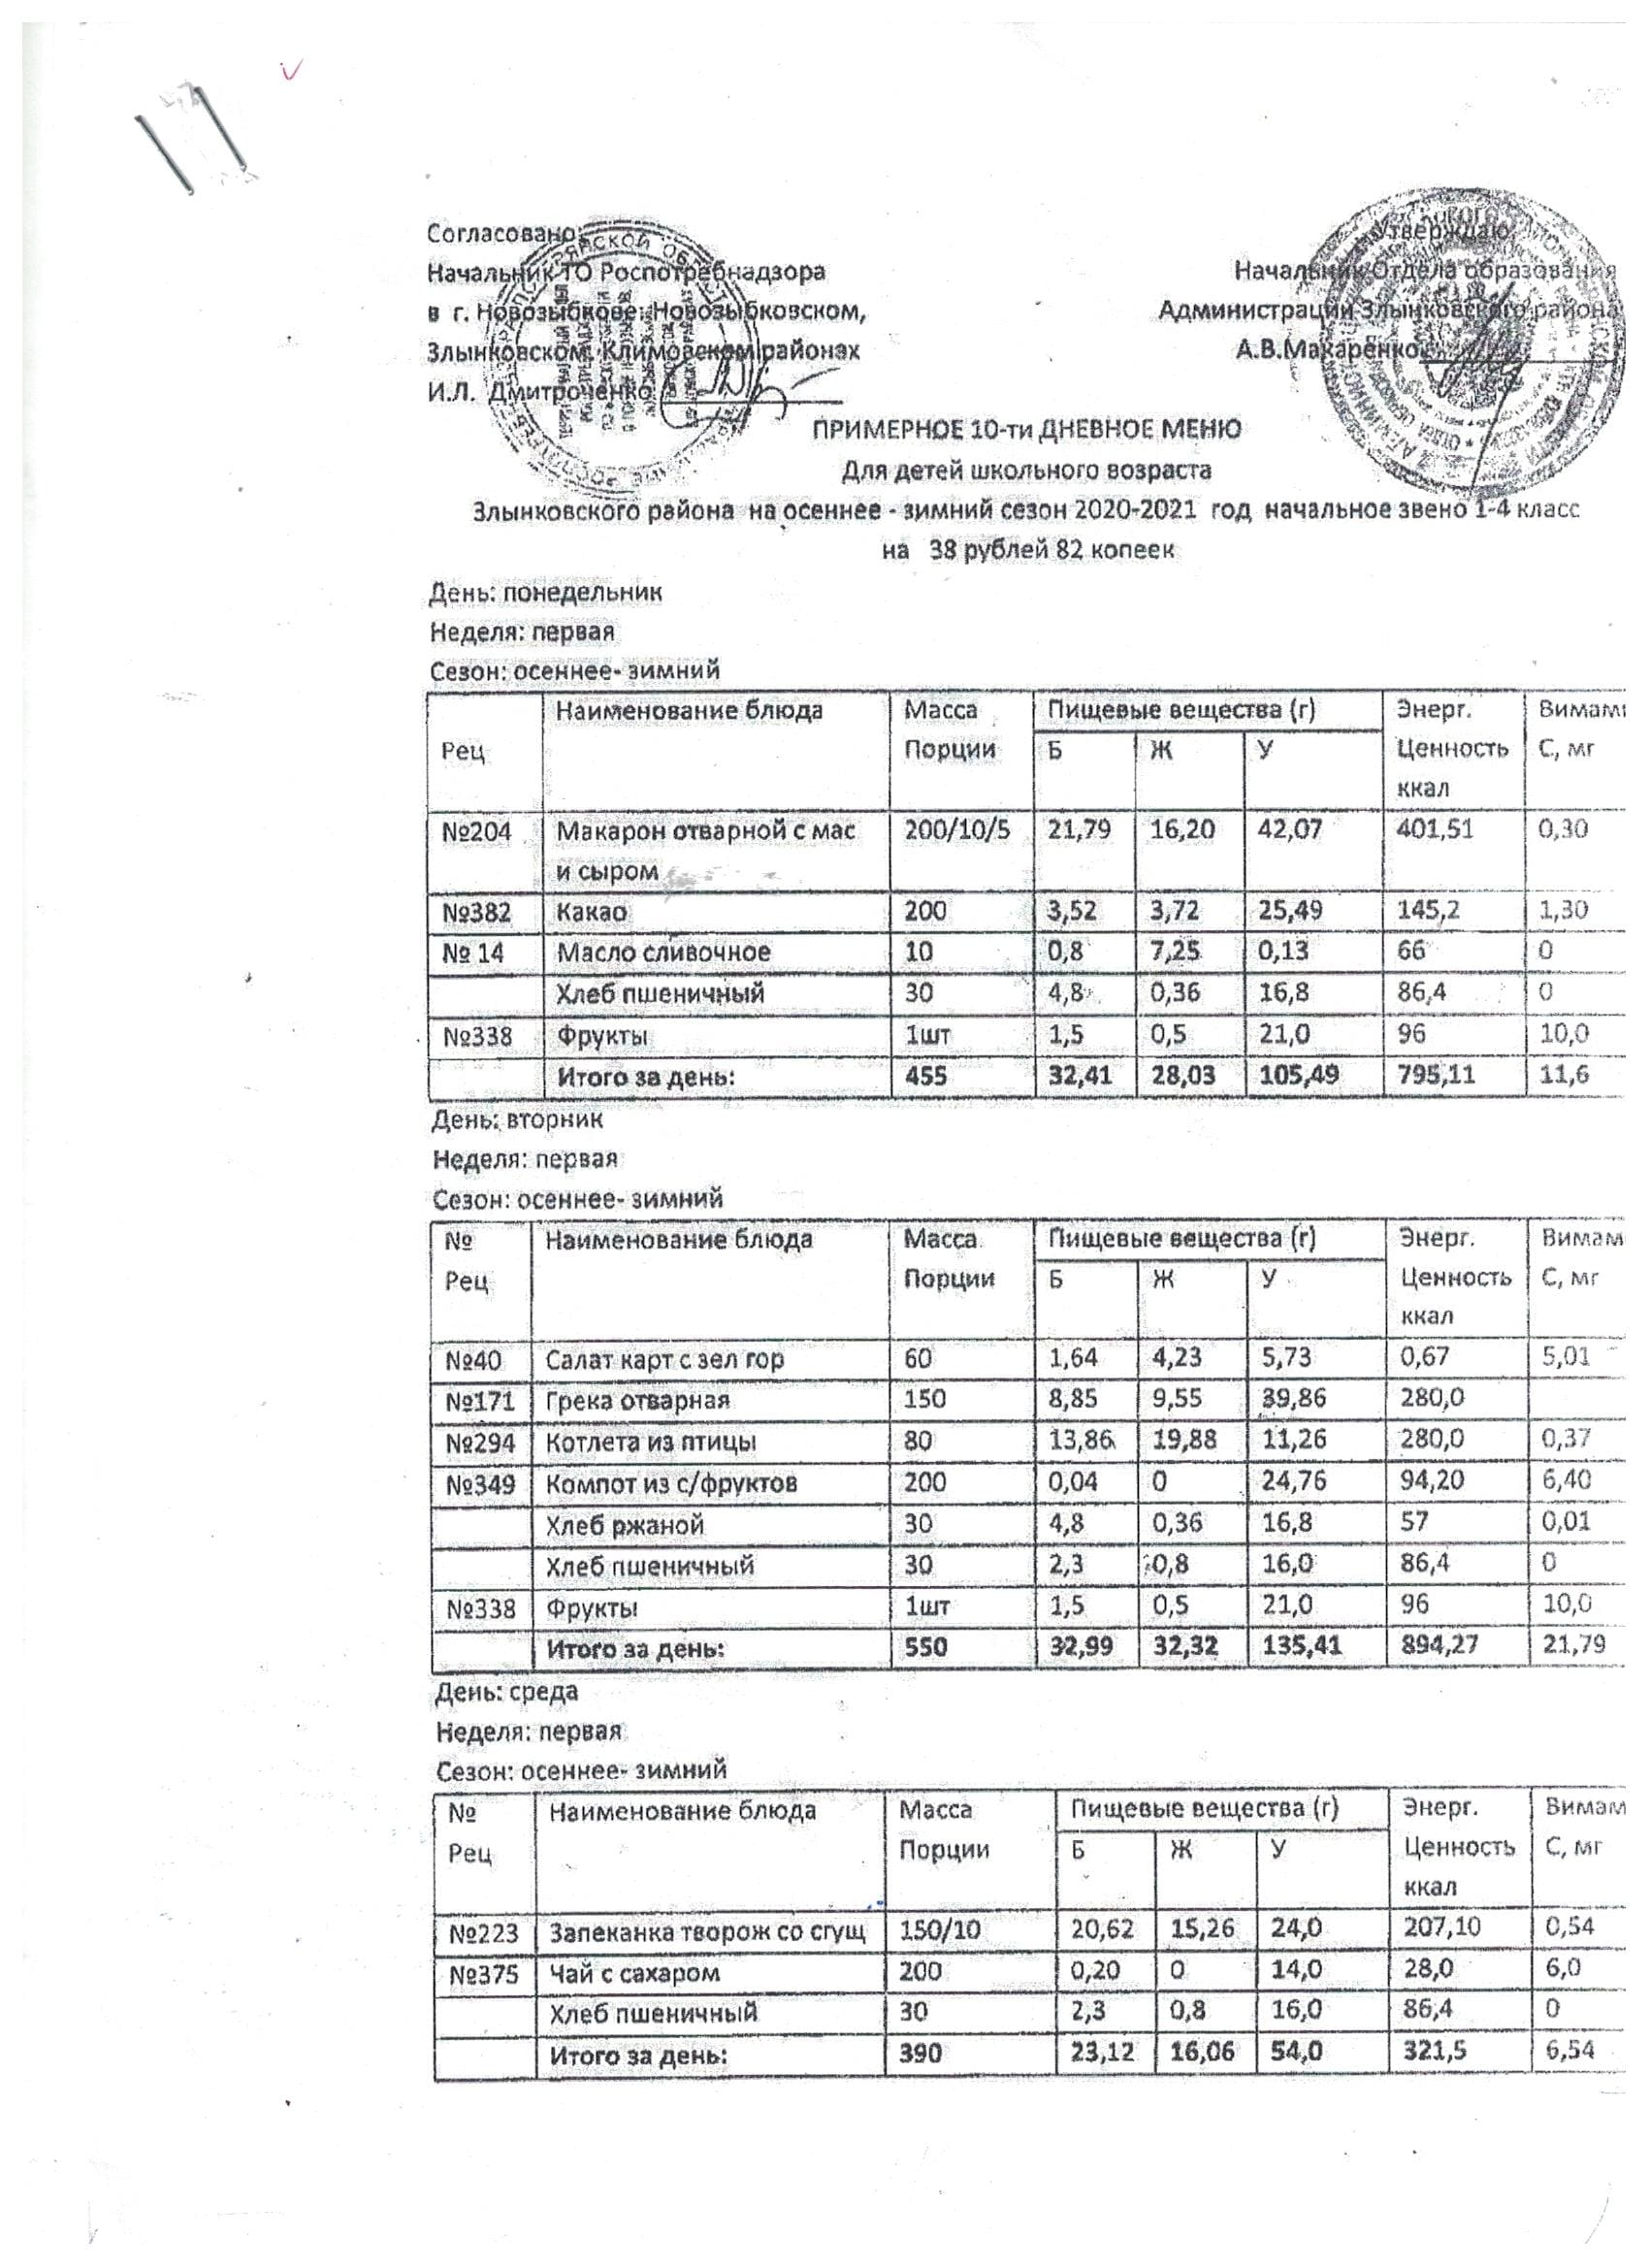 Согласовано:
Начальник ТО Роспотребнадзора
в г. Новозыбкове, Новозыбковском,
Злынковском, Климовском районах
И.Л. Дмитроченко
Утверждаю:
Начальник Отдела образования
Администрации Злынковского района
А.В.Макаренко
ПРИМЕРНОЕ 10-ти ДНЕВНОЕ МЕНЮ
Для детей школьного возраста
Злынковского района на осеннее - зимний сезон 2020-2021 год начальное звено 1-4 класс
на 38 рублей 82 копеек
День: понедельник
Неделя: первая
Сезон: осеннее- зимний
Рец Наименование блюда Масса Порции Пищевые вещества (г) Б Ж У Энерг. Ценность ккал Вимам С, мг
№204 Макарон отварной с мас и сыром 200/10/5 21,79 16,20 42,07 401,51 0,30
№382 Какао 200 3,52 3,72 25,49 145,2 1,30
№ 14 Масло сливочное 10 0,8 7,25 0,13 66 0
Хлеб пшеничный 30 4,8 0,36 16,8 86,4 0
№338 Фрукты 1шт 1,5 0,5 21,0 96 10,0
Итого за день: 455 32,41 28,03 105,49 795,11 11,6
День: вторник
Неделя: первая
Сезон: осеннее- зимний
№ Рец Наименование блюда Масса Порции Пищевые вещества (г) Б Ж У Энерг. Ценность ккал Вимам С, мг
№40 Салат карт с зел гор 60 1,64 4,23 5,73 0,67 5,01
№171 Грека отварная 150 8,85 9,55 39,86 280,0
№294 Котлета из птицы 80 13,86 19,88 11,26 280,0 0,37
№349 Компот из с/фруктов 200 0,04 0 24,76 94,20 6,40
Хлеб ржаной 30 4,8 0,36 16,8 57 0,01
Хлеб пшеничный 30 2,3 0,8 16,0 86,4 0
№338 Фрукты 1шт 1,5 0,5 21,0 96 10,0
Итого за день: 550 32,99 32,32 135,41 894,27 21,79
День: среда
Неделя: первая
Сезон: осеннее- зимний
№ Рец Наименование блюда Масса Порции Пищевые вещества (г) Б Ж У Энерг. Ценность ккал Вимам С, мг
№223 Запеканка творож со сгущ 150/10 20,62 15,26 24,0 207,10 0,54
№375 Чай с сахаром 200 0,20 0 14,0 28,0 6,0
Хлеб пшеничный 30 2,3 0,8 16,0 86,4 0
Итого за день: 390 23,12 16,06 54,0 321,5 6,54